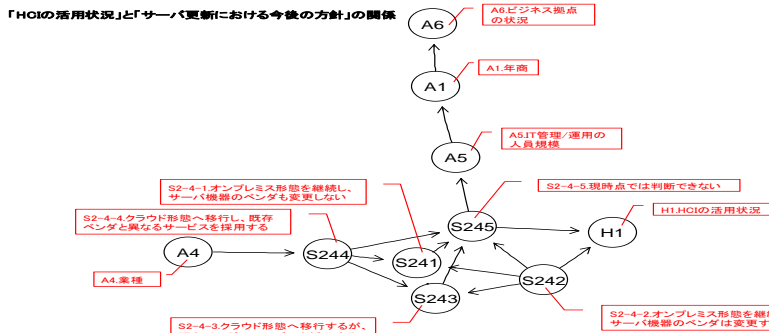 「HCIの活用状況」と「サーバ更新における今後の方針」の関係
A6.ビジネス拠点
の状況
A6
A1.年商
A1
A5.IT管理/運用の
人員規模
A5
S2-4-1.オンプレミス形態を継続し、
サーバ機器のベンダも変更しない
S2-4-5.現時点では判断できない
S2-4-4.クラウド形態へ移行し、既存
ベンダと異なるサービスを採用する
H1.HCIの活用状況
S245
H1
A4
S244
S241
A4.業種
S242
S243
S2-4-3.クラウド形態へ移行するが、
S2-4-2.オンプレミス形態を継続
サーバ機器のベンダは変更す